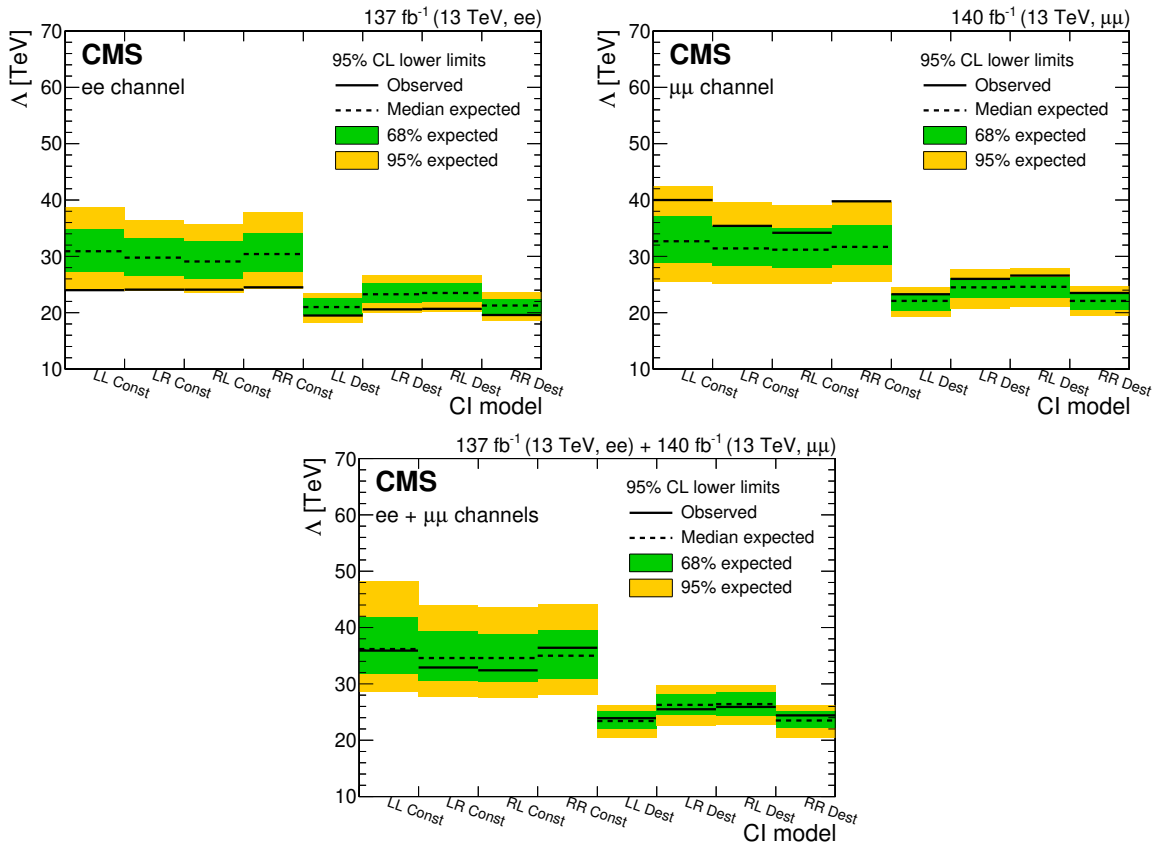 137 fb⁻¹ (13 TeV, ee)
Λ [TeV]
70
60
50
40
30
20
10
CMS
ee channel
95% CL lower limits
Observed
Median expected
68% expected
95% expected
LL Const
LR Const
RL Const
RR Const
LL Dest
LR Dest
RL Dest
RR Dest
CI model
140 fb⁻¹ (13 TeV, μμ)
Λ [TeV]
70
60
50
40
30
20
10
CMS
μμ channel
95% CL lower limits
Observed
Median expected
68% expected
95% expected
LL Const
LR Const
RL Const
RR Const
LL Dest
LR Dest
RL Dest
RR Dest
CI model
137 fb⁻¹ (13 TeV, ee) + 140 fb⁻¹ (13 TeV, μμ)
Λ [TeV]
70
60
50
40
30
20
10
CMS
ee + μμ channels
95% CL lower limits
Observed
Median expected
68% expected
95% expected
LL Const
LR Const
RL Const
RR Const
LL Dest
LR Dest
RL Dest
RR Dest
CI model